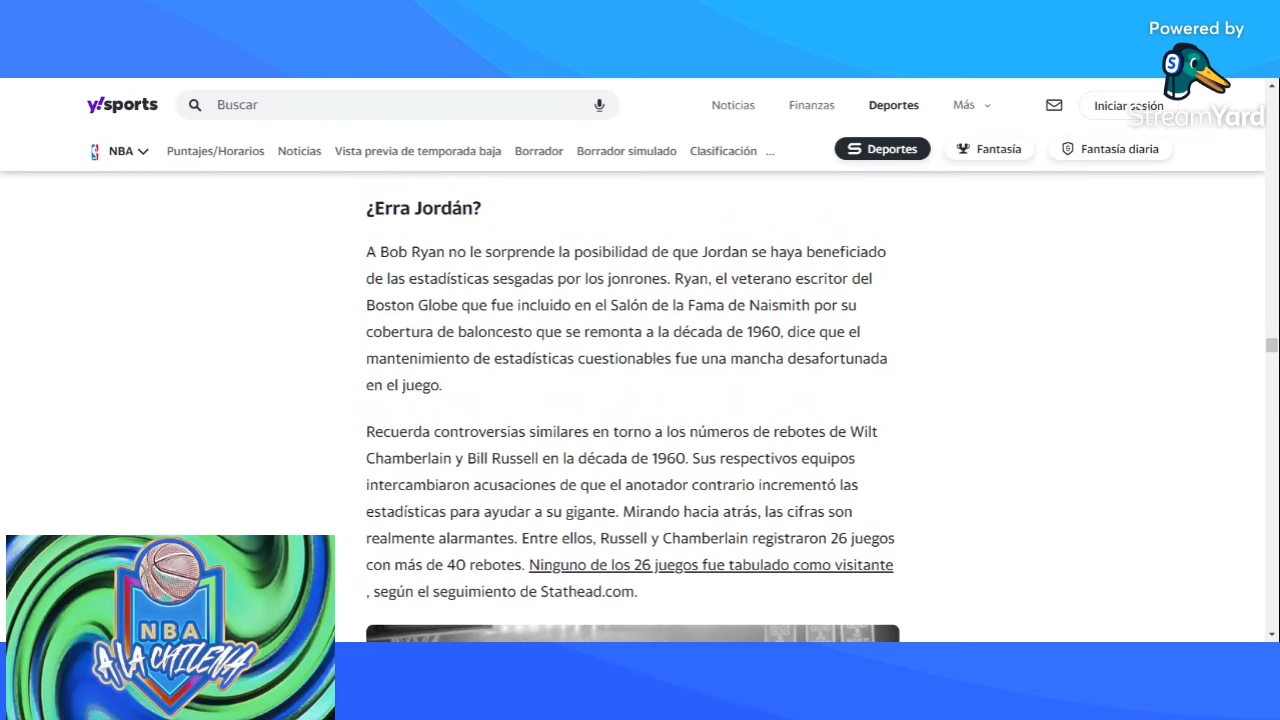 Powered by
StreamYard
y!sports
Buscar
Noticias
Finanzas
Deportes
Más
Iniciar sesión
NBA
Puntajes/Horarios
Noticias
Vista previa de temporada baja
Borrador
Borrador simulado
Clasificación
...
Deportes
Fantasía
Fantasía diaria
¿Erra Jordán?
A Bob Ryan no le sorprende la posibilidad de que Jordan se haya beneficiado
de las estadísticas sesgadas por los jonrones. Ryan, el veterano escritor del
Boston Globe que fue incluido en el Salón de la Fama de Naismith por su
cobertura de baloncesto que se remonta a la década de 1960, dice que el
mantenimiento de estadísticas cuestionables fue una mancha desafortunada
en el juego.
Recuerda controversias similares en torno a los números de rebotes de Wilt
Chamberlain y Bill Russell en la década de 1960. Sus respectivos equipos
intercambiaron acusaciones de que el anotador contrario incrementó las
estadísticas para ayudar a su gigante. Mirando hacia atrás, las cifras son
realmente alarmantes. Entre ellos, Russell y Chamberlain registraron 26 juegos
con más de 40 rebotes. Ninguno de los 26 juegos fue tabulado como visitante
, según el seguimiento de Stathead.com.
NBA
A LA CHILENA